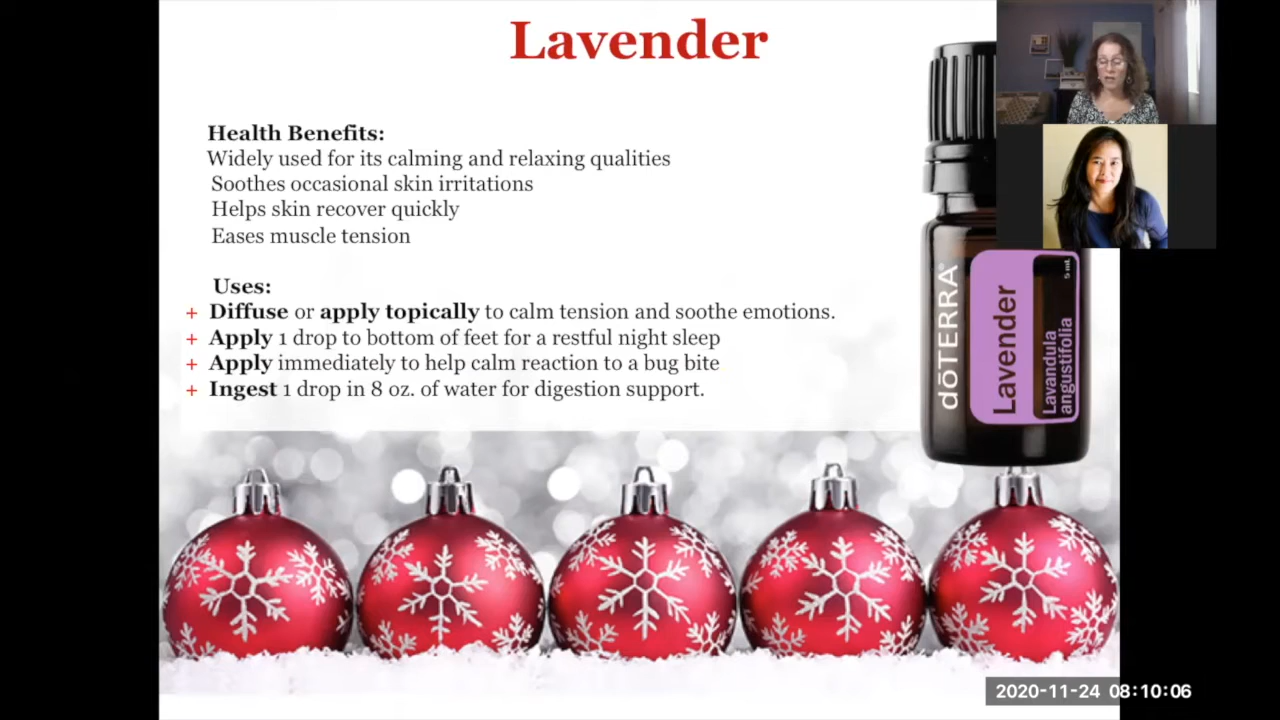 Lavender
Health Benefits:
Widely used for its calming and relaxing qualities
Soothes occasional skin irritations
Helps skin recover quickly
Eases muscle tension
Uses:
+ Diffuse or apply topically to calm tension and soothe emotions.
+ Apply 1 drop to bottom of feet for a restful night sleep
+ Apply immediately to help calm reaction to a bug bite
+ Ingest 1 drop in 8 oz. of water for digestion support.
dōTERRA®
Lavender
Lavandula
angustifolia
5 mL
2020-11-24 08:10:06